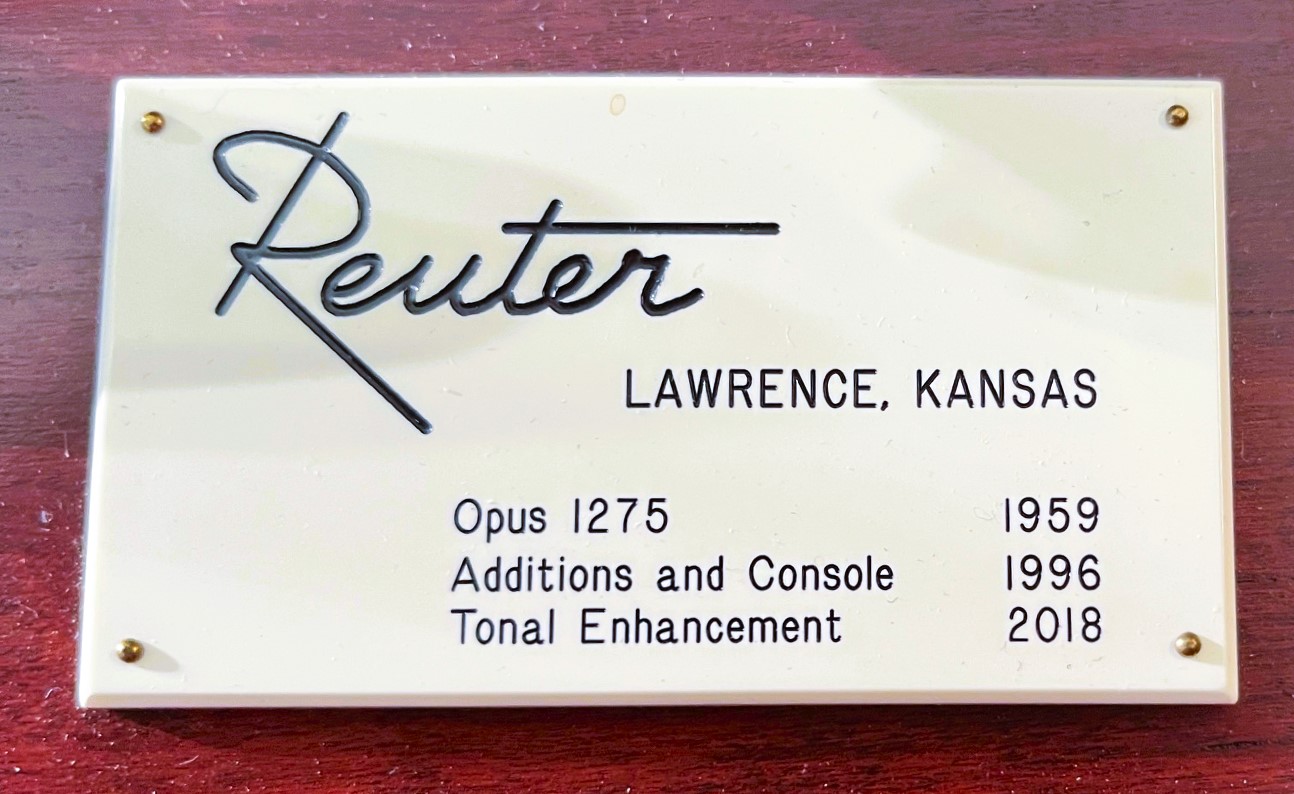 Reuter
LAWRENCE, KANSAS
Opus 1275 1959
Additions and Console 1996
Tonal Enhancement 2018